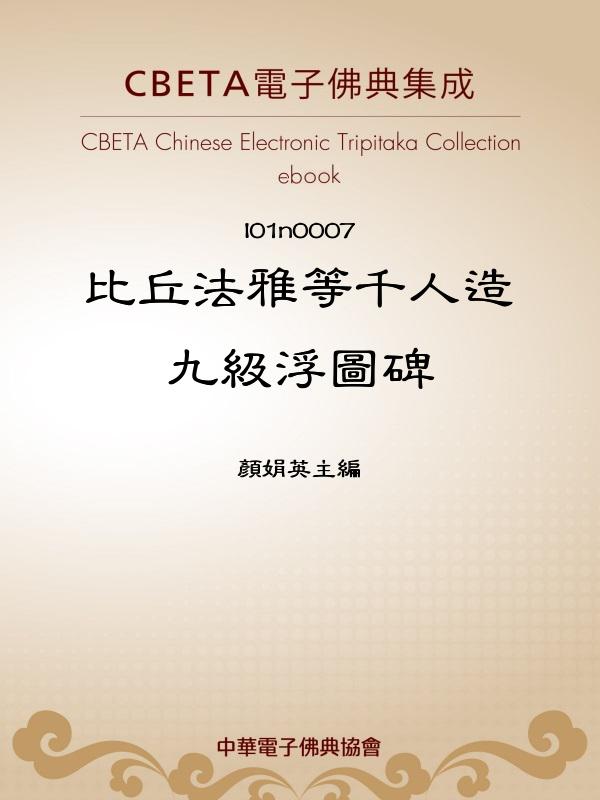 CBETA電子佛典集成
CBETA Chinese Electronic Tripitaka Collection
ebook
I01n0007
比丘法雅等千人造
九級浮圖碑
顏娟英主編
中華電子佛典協會